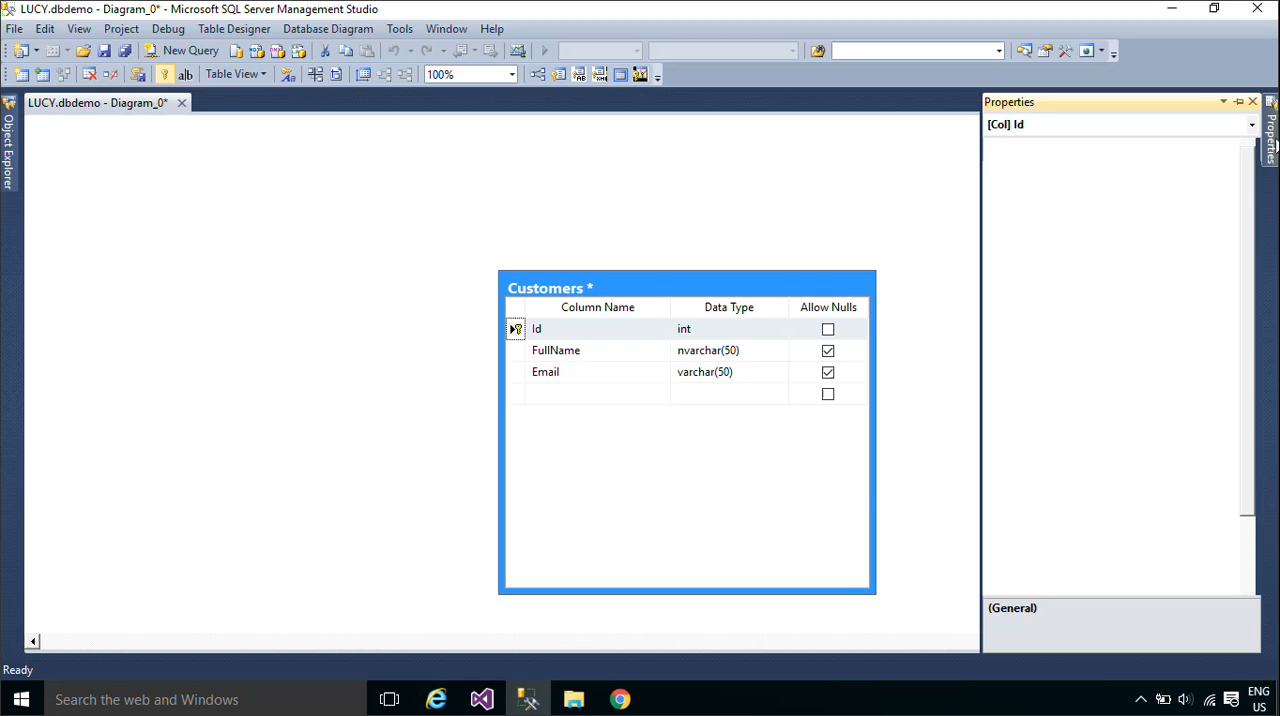 LUCY.dbdemo - Diagram_0* - Microsoft SQL Server Management Studio
File Edit View Project Debug Table Designer Database Diagram Tools Window Help
New Query
ab Table View 100%
LUCY.dbdemo - Diagram_0*
Object Explorer
Customers *
Column Name Data Type Allow Nulls
Id int
FullName nvarchar(50)
Email varchar(50)
Properties
[Col] Id
(General)
Properties
Ready
Search the web and Windows
ENG
US